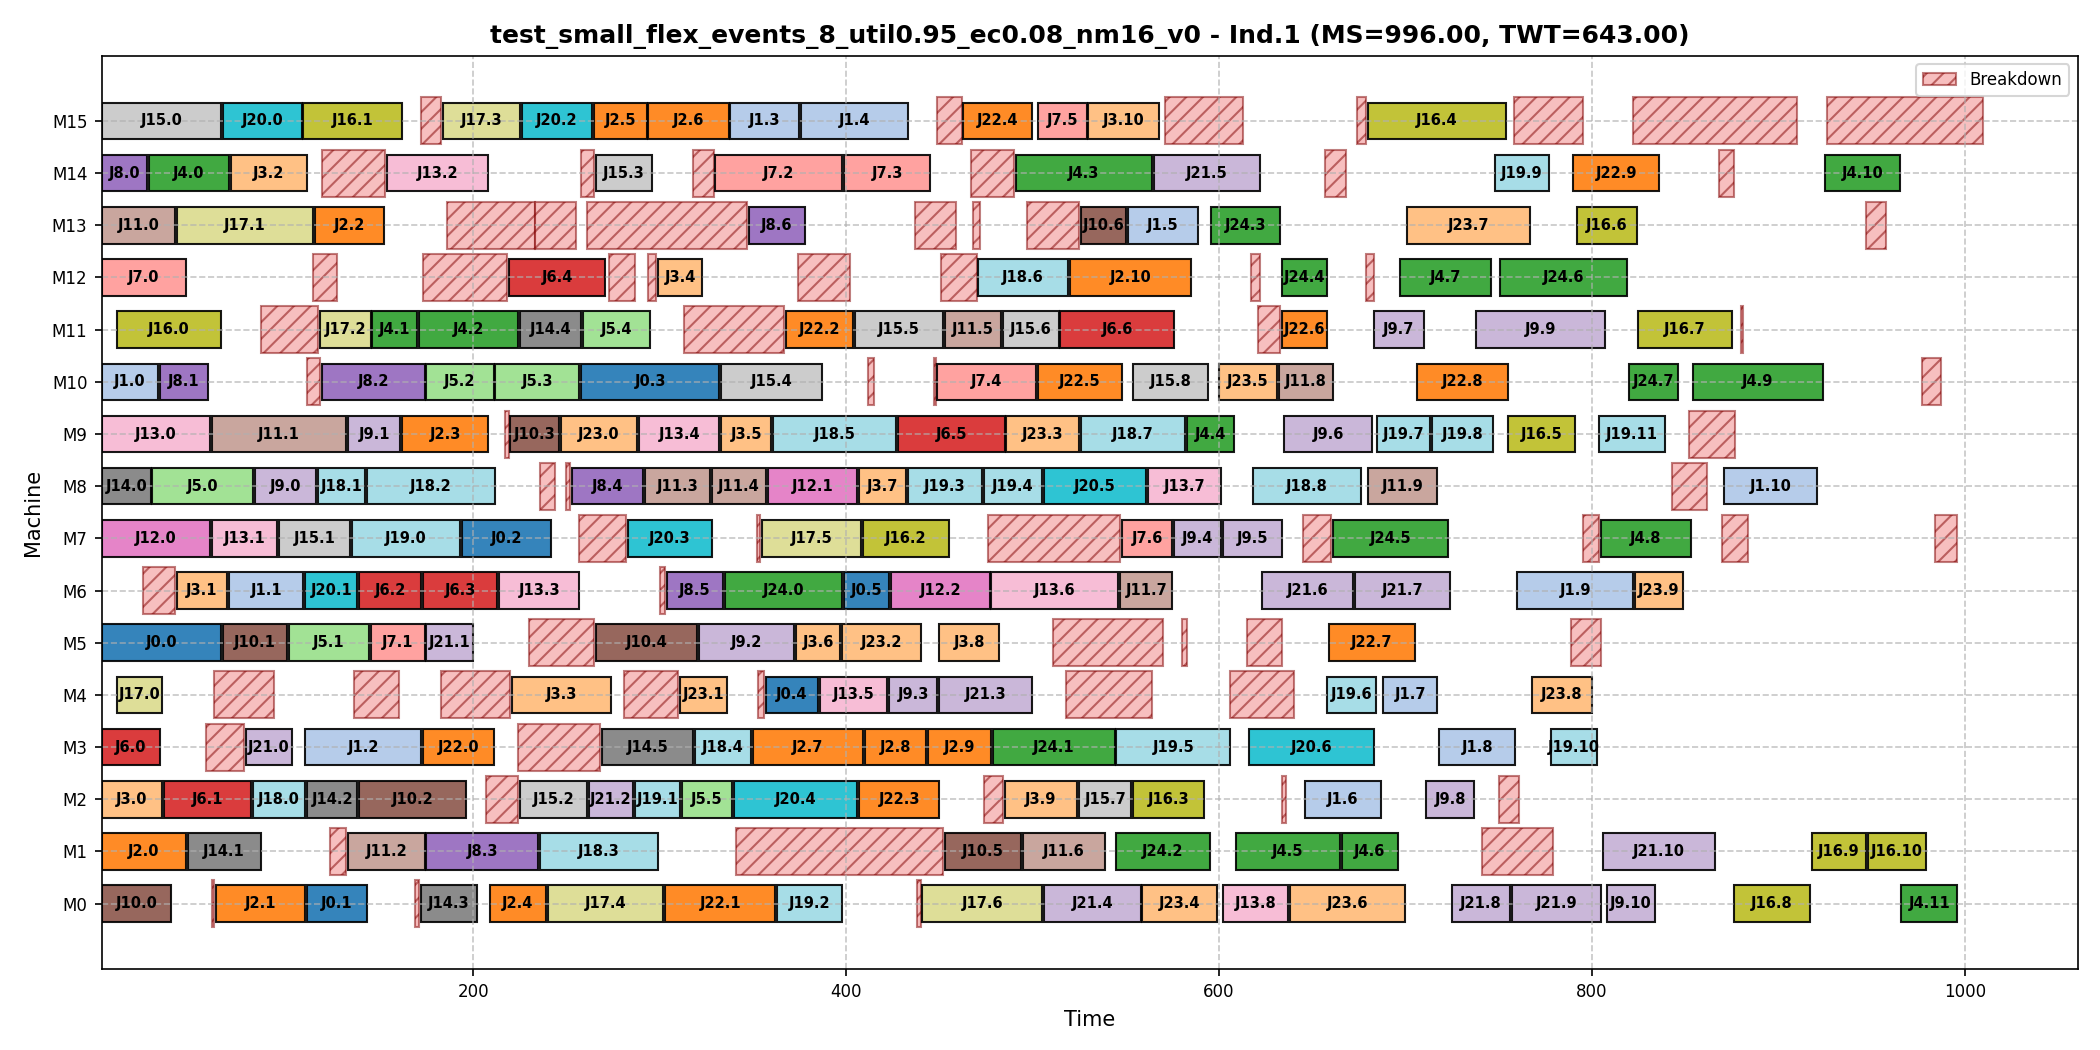 test_small_flex_events_8_util0.95_ec0.08_nm16_v0 - Ind.1 (MS=996.00, TWT=643.00)
Breakdown
M15 J15.0 J20.0 J16.1 J17.3 J20.2 J2.5 J2.6 J1.3 J1.4 J22.4 J7.5 J3.10 J16.4
M14 J8.0 J4.0 J3.2 J13.2 J15.3 J7.2 J7.3 J4.3 J21.5 J19.9 J22.9 J4.10
M13 J11.0 J17.1 J2.2 J8.6 J10.6 J1.5 J24.3 J23.7 J16.6
M12 J7.0 J6.4 J3.4 J18.6 J2.10 J24.4 J4.7 J24.6
M11 J16.0 J17.2 J4.1 J4.2 J14.4 J5.4 J22.2 J15.5 J11.5 J15.6 J6.6 J22.6 J9.7 J9.9 J16.7
M10 J1.0 J8.1 J8.2 J5.2 J5.3 J0.3 J15.4 J7.4 J22.5 J15.8 J23.5 J11.8 J22.8 J24.7 J4.9
M9 J13.0 J11.1 J9.1 J2.3 J10.3 J23.0 J13.4 J3.5 J18.5 J6.5 J23.3 J18.7 J4.4 J9.6 J19.7 J19.8 J16.5 J19.11
M8 J14.0 J5.0 J9.0 J18.1 J18.2 J8.4 J11.3 J11.4 J12.1 J3.7 J19.3 J19.4 J20.5 J13.7 J18.8 J11.9 J1.10
M7 J12.0 J13.1 J15.1 J19.0 J0.2 J20.3 J17.5 J16.2 J7.6 J9.4 J9.5 J24.5 J4.8
M6 J3.1 J1.1 J20.1 J6.2 J6.3 J13.3 J8.5 J24.0 J0.5 J12.2 J13.6 J11.7 J21.6 J21.7 J1.9 J23.9
M5 J0.0 J10.1 J5.1 J7.1 J21.1 J10.4 J9.2 J3.6 J23.2 J3.8 J22.7
M4 J17.0 J3.3 J23.1 J0.4 J13.5 J9.3 J21.3 J19.6 J1.7 J23.8
M3 J6.0 J21.0 J1.2 J22.0 J14.5 J18.4 J2.7 J2.8 J2.9 J24.1 J19.5 J20.6 J1.8 J19.10
M2 J3.0 J6.1 J18.0 J14.2 J10.2 J15.2 J21.2 J19.1 J5.5 J20.4 J22.3 J3.9 J15.7 J16.3 J1.6 J9.8
M1 J2.0 J14.1 J11.2 J8.3 J18.3 J10.5 J11.6 J24.2 J4.5 J4.6 J21.10 J16.9 J16.10
M0 J10.0 J2.1 J0.1 J14.3 J2.4 J17.4 J22.1 J19.2 J17.6 J21.4 J23.4 J13.8 J23.6 J21.8 J21.9 J9.10 J16.8 J4.11
Machine
200 400 600 800 1000
Time